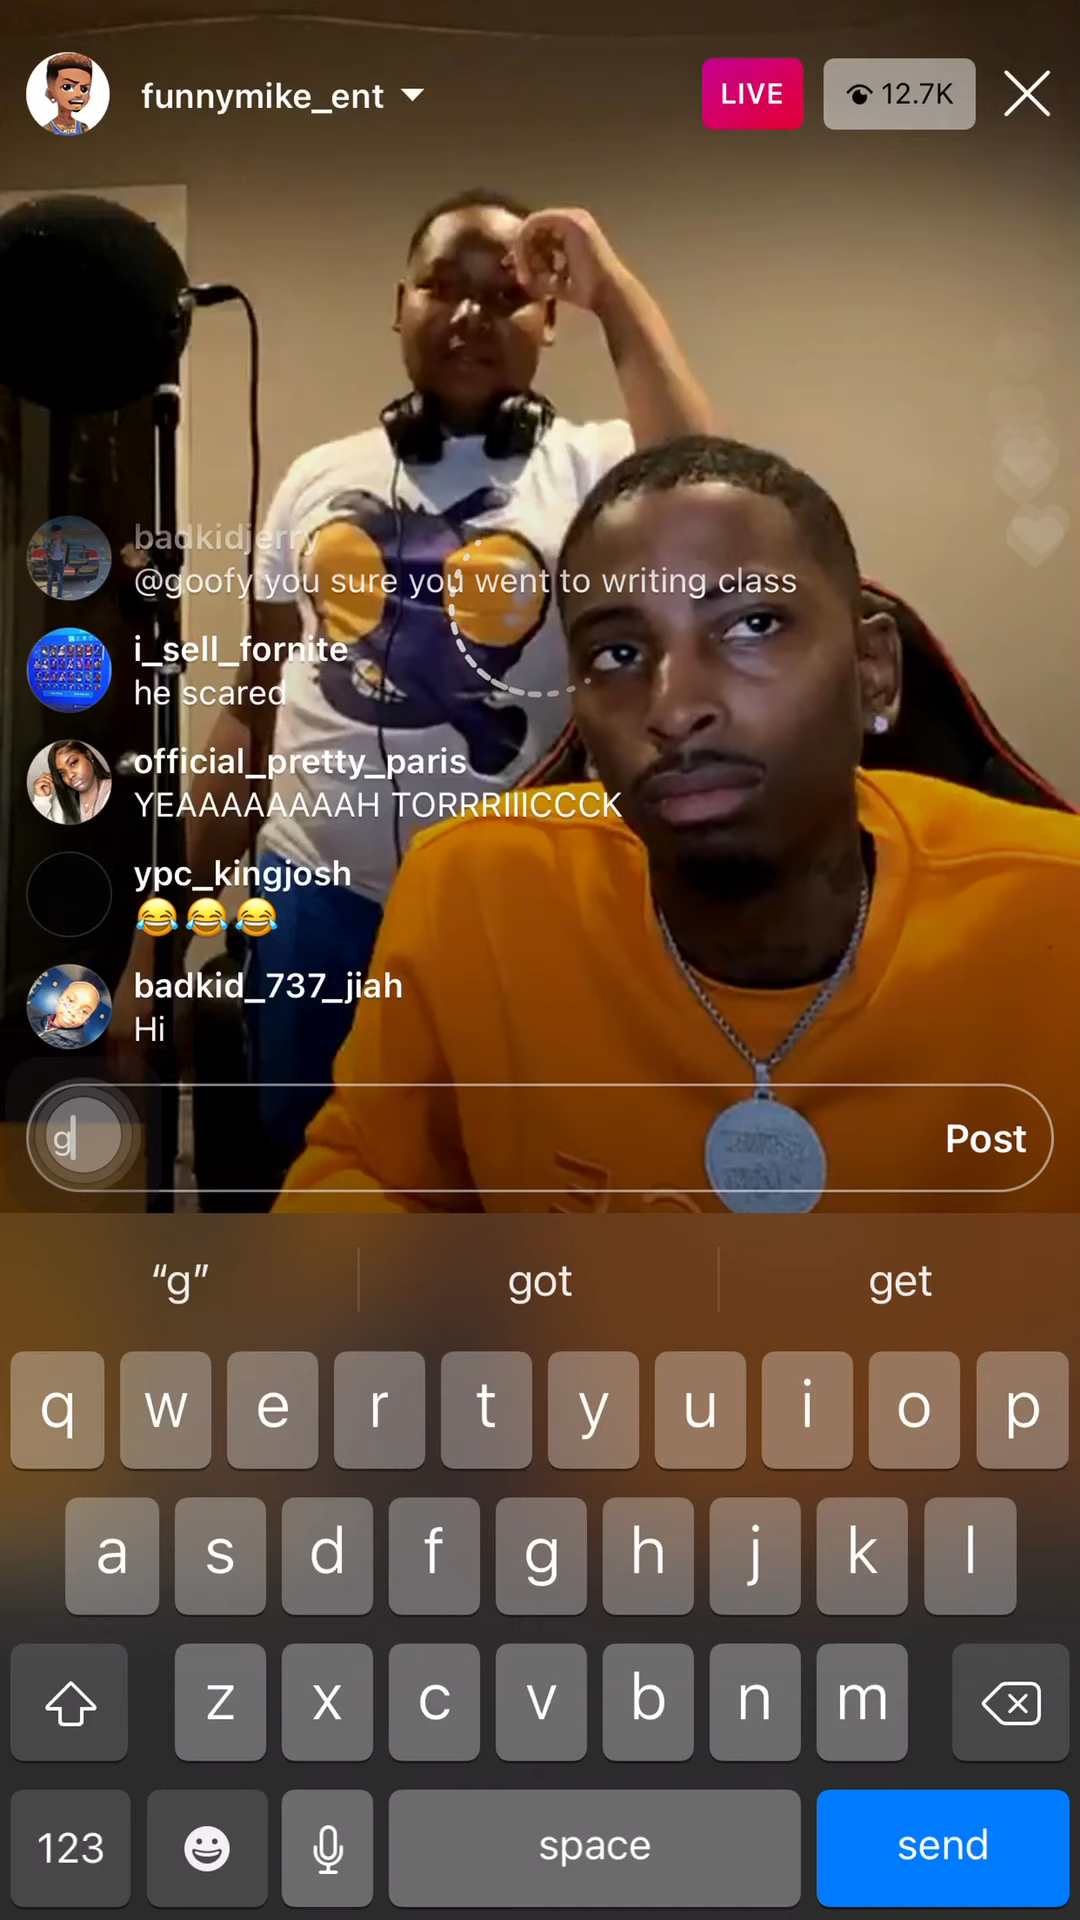 funnymike_ent
LIVE
12.7K
badkidjerry
@goofy you sure you went to writing class
i_sell_fornite
he scared
official_pretty_paris
YEAAAAAAAAH TORRRIIICCCK
ypc_kingjosh
😂😂😂
badkid_737_jiah
Hi
g
Post
“g”
got
get
q w e r t y u i o p
a s d f g h j k l
z x c v b n m
123
space
send